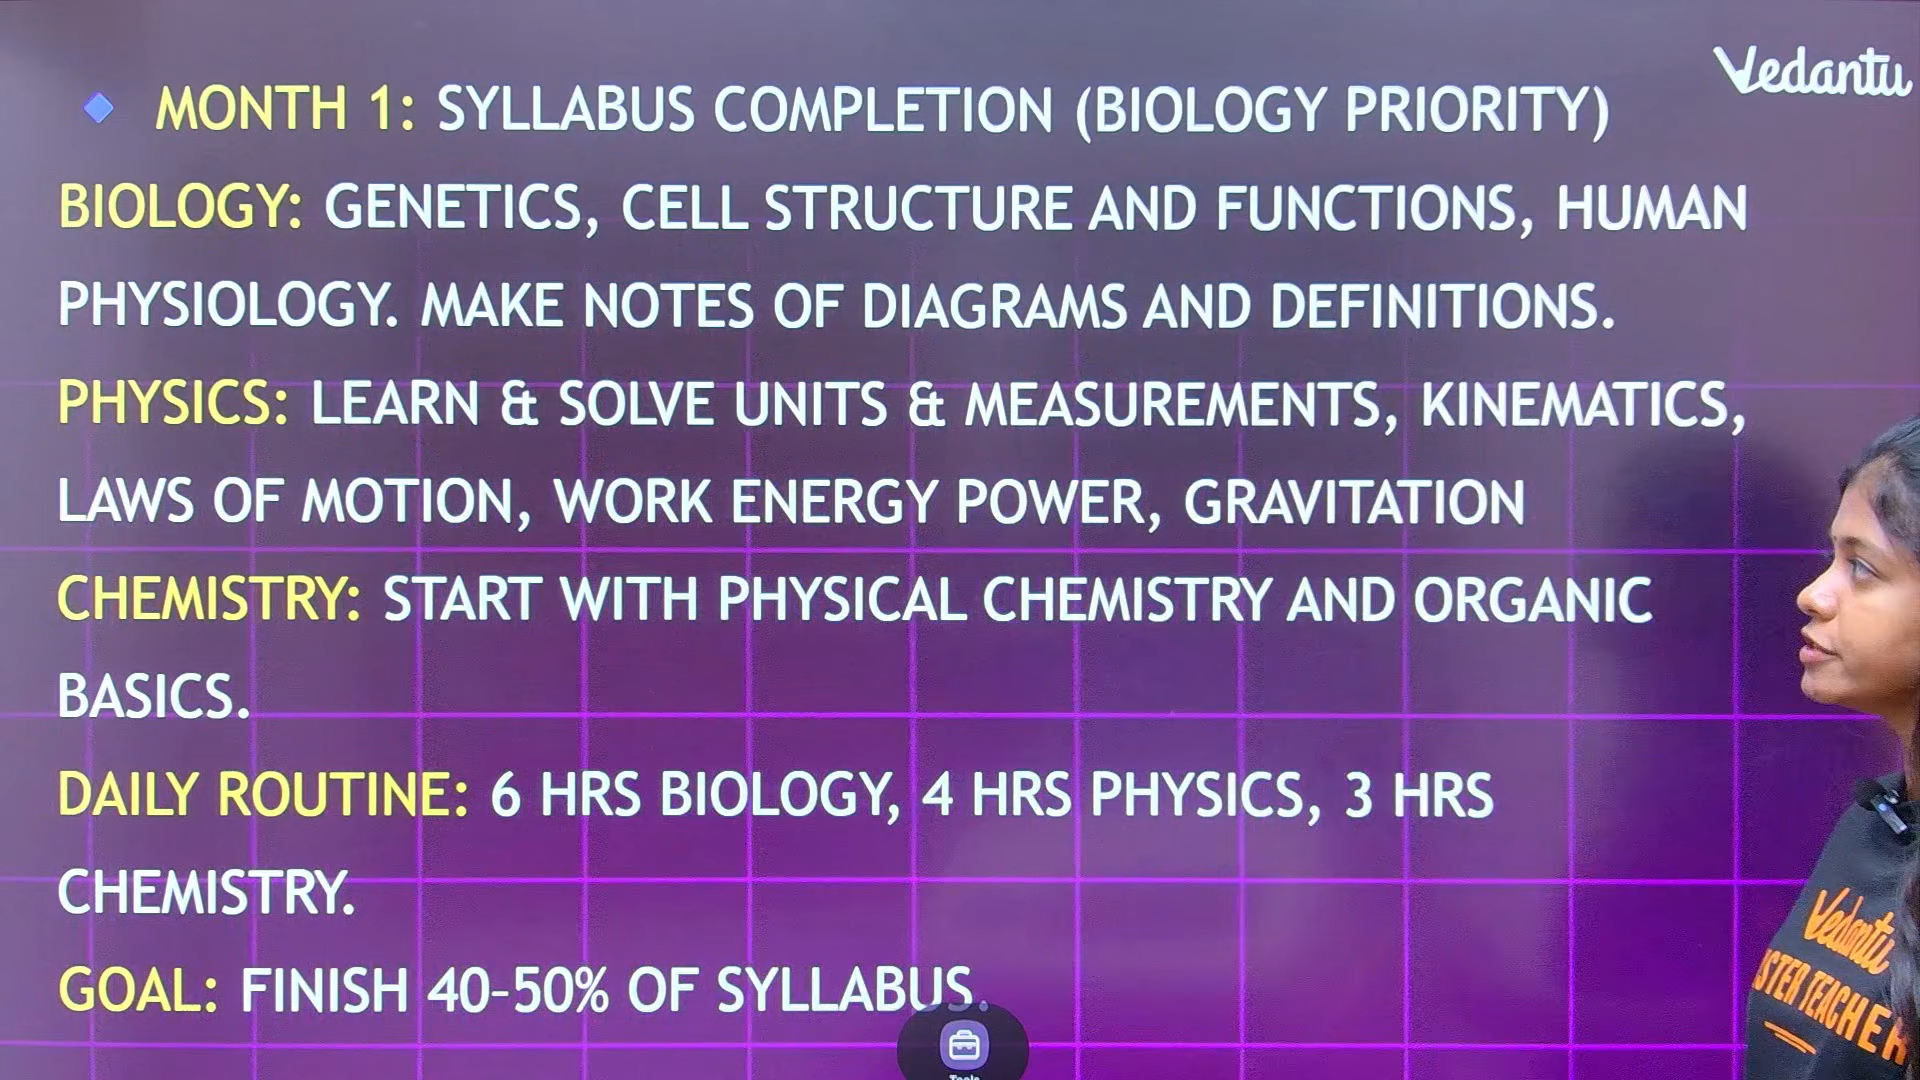 Vedantu
MONTH 1: SYLLABUS COMPLETION (BIOLOGY PRIORITY)
BIOLOGY: GENETICS, CELL STRUCTURE AND FUNCTIONS, HUMAN
PHYSIOLOGY. MAKE NOTES OF DIAGRAMS AND DEFINITIONS.
PHYSICS: LEARN & SOLVE UNITS & MEASUREMENTS, KINEMATICS,
LAWS OF MOTION, WORK ENERGY POWER, GRAVITATION
CHEMISTRY: START WITH PHYSICAL CHEMISTRY AND ORGANIC
BASICS.
DAILY ROUTINE: 6 HRS BIOLOGY, 4 HRS PHYSICS, 3 HRS
CHEMISTRY.
GOAL: FINISH 40-50% OF SYLLABUS.
Vedantu
TEACHER